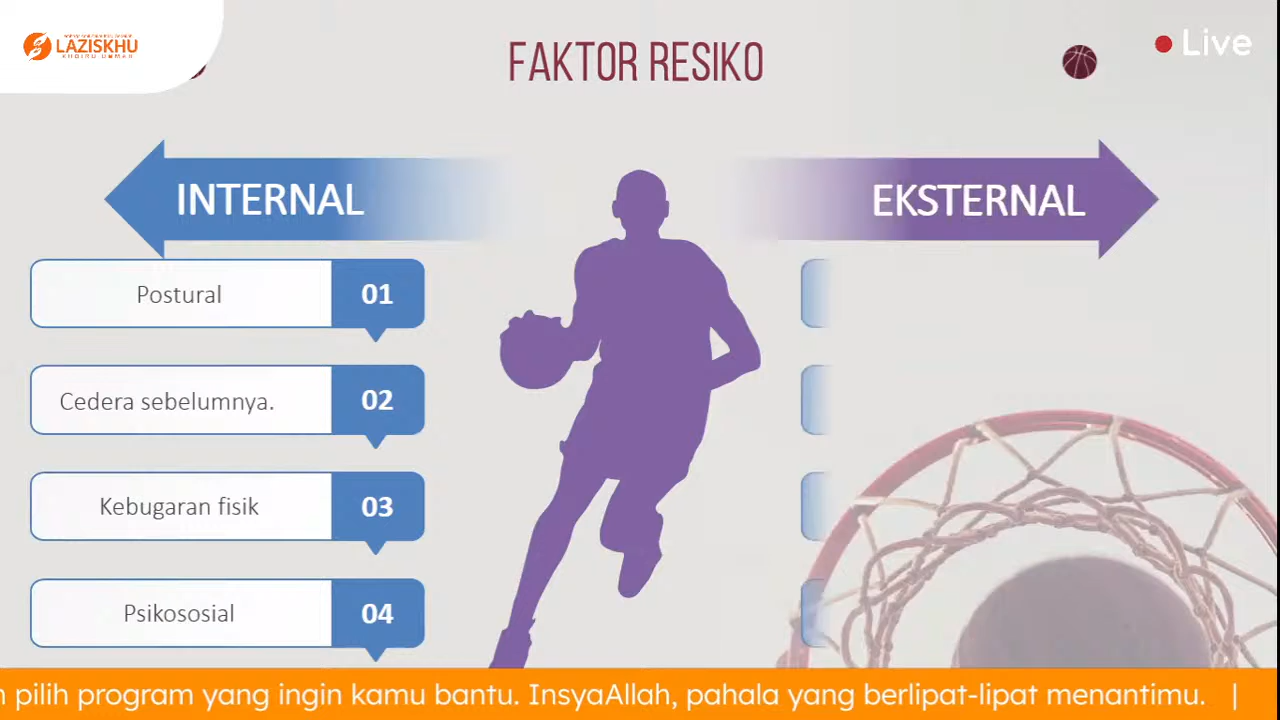 LAZISKHU
FAKTOR RESIKO
Live
INTERNAL
EKSTERNAL
Postural
01
Cedera sebelumnya.
02
Kebugaran fisik
03
Psikososial
04
pilih program yang ingin kamu bantu. InsyaAllah, pahala yang berlipat-lipat menantimu. |